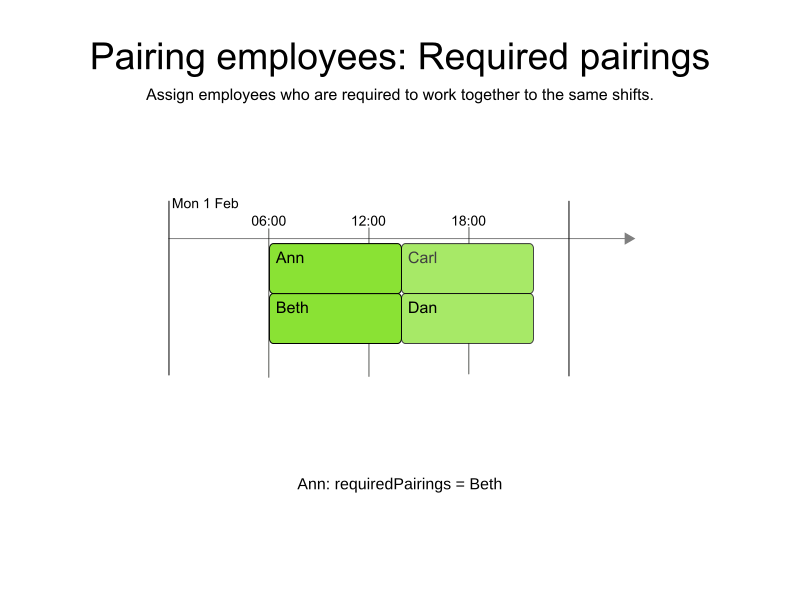 Pairing employees: Required pairings
Assign employees who are required to work together to the same shifts.
Mon 1 Feb
06:00 12:00 18:00
Ann Carl
Beth Dan
Ann: requiredPairings = Beth